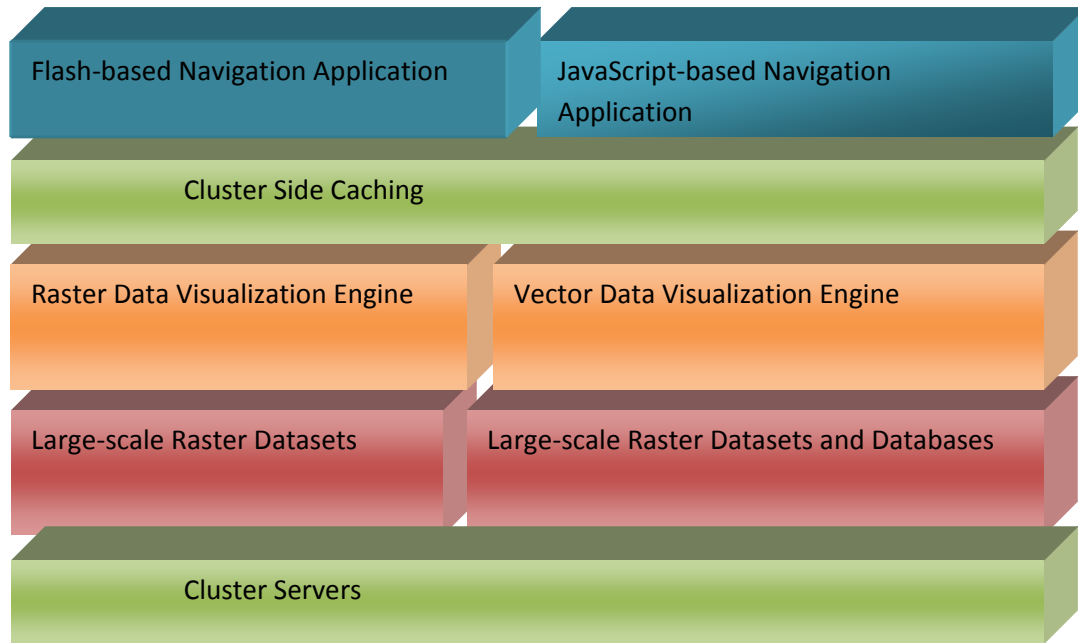 Flash-based Navigation Application
JavaScript-based Navigation
Application
Cluster Side Caching
Raster Data Visualization Engine
Vector Data Visualization Engine
Large-scale Raster Datasets
Large-scale Raster Datasets and Databases
Cluster Servers